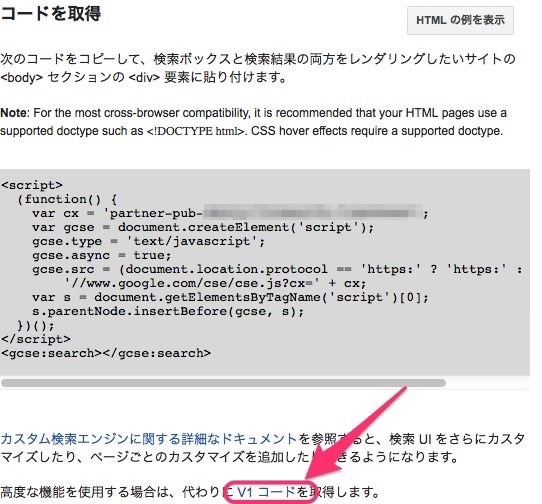 コードを取得
HTML の例を表示
次のコードをコピーして、検索ボックスと検索結果の両方をレンダリングしたいサイトの
<body> セクションの <div> 要素に貼り付けます。
Note: For the most cross-browser compatibility, it is recommended that your HTML pages use a
supported doctype such as <!DOCTYPE html>. CSS hover effects require a supported doctype.
<script>
  (function() {
    var cx = 'partner-pub-                    ';
    var gcse = document.createElement('script');
    gcse.type = 'text/javascript';
    gcse.async = true;
    gcse.src = (document.location.protocol == 'https:' ? 'https:' :
        '//www.google.com/cse/cse.js?cx=' + cx;
    var s = document.getElementsByTagName('script')[0];
    s.parentNode.insertBefore(gcse, s);
  })();
</script>
<gcse:search></gcse:search>
カスタム検索エンジンに関する詳細なドキュメントを参照すると、検索 UI をさらにカスタ
マイズしたり、ページごとのカスタマイズを追加した きるようになります。
高度な機能を使用する場合は、代わりに V1 コードを取得します。